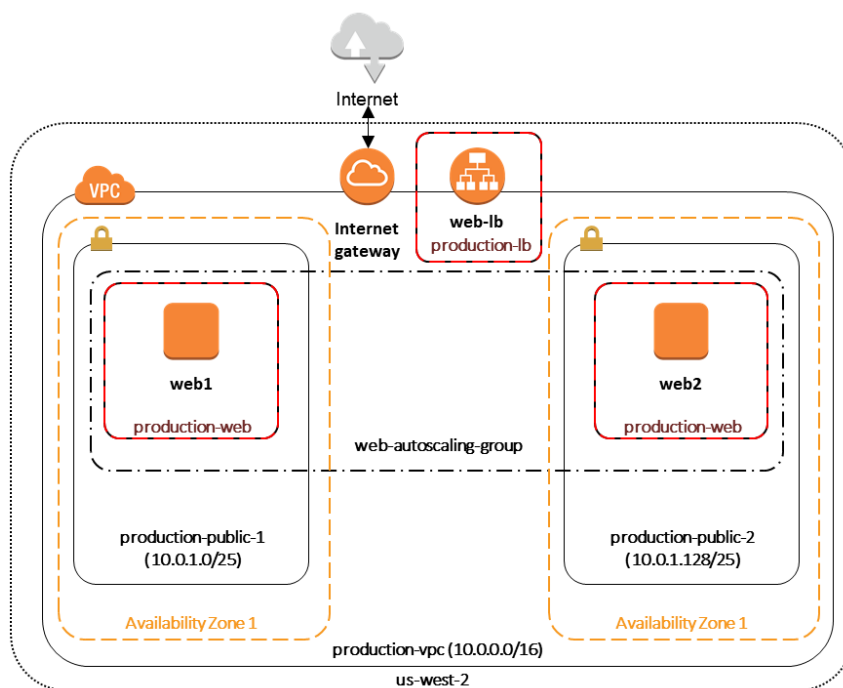 Internet
VPC
Internet
gateway
web-lb
production-lb
web1
production-web
web2
production-web
web-autoscaling-group
production-public-1
(10.0.1.0/25)
production-public-2
(10.0.1.128/25)
Availability Zone 1
Availability Zone 1
production-vpc (10.0.0.0/16)
us-west-2